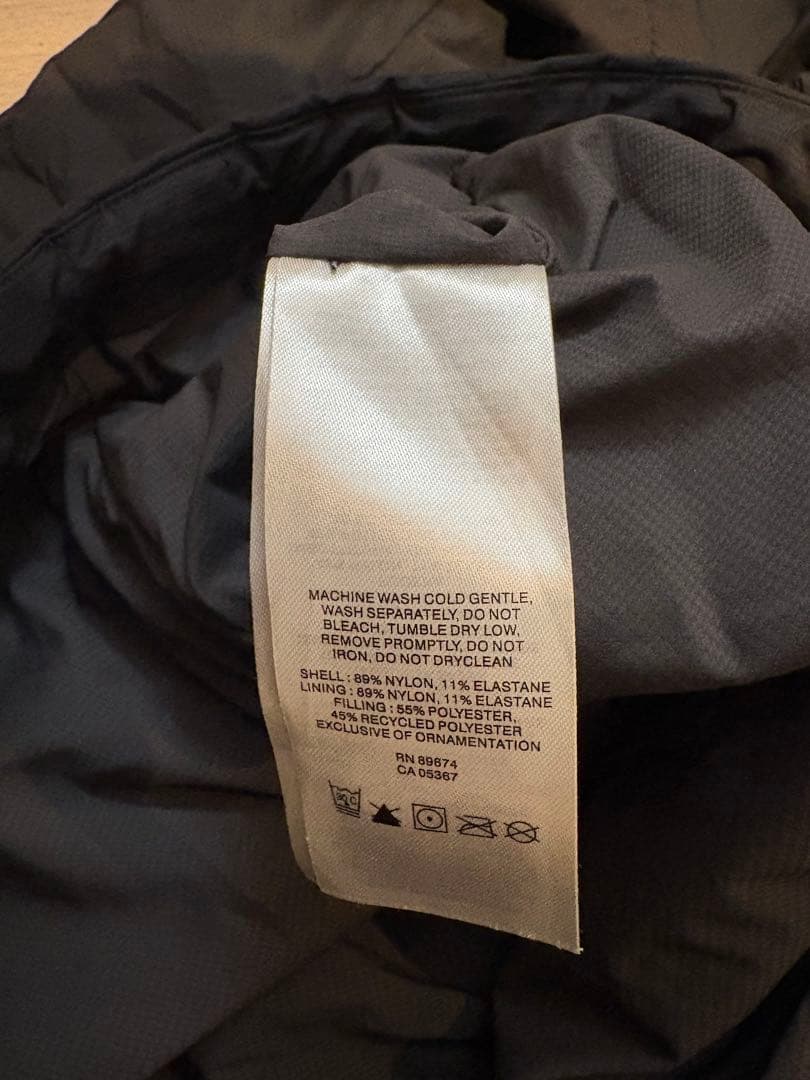 MACHINE WASH COLD GENTLE,
WASH SEPARATELY, DO NOT
BLEACH, TUMBLE DRY LOW,
REMOVE PROMPTLY, DO NOT
IRON, DO NOT DRYCLEAN
SHELL : 89% NYLON, 11% ELASTANE
LINING : 89% NYLON, 11% ELASTANE
FILLING : 55% POLYESTER,
45% RECYCLED POLYESTER
EXCLUSIVE OF ORNAMENTATION
RN 89674
CA 05367